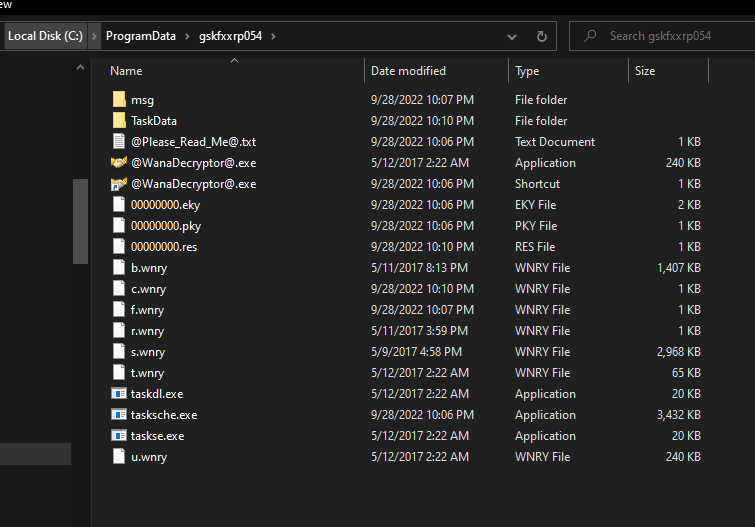 ew
Local Disk (C:) ProgramData gskfxxrp054 Search gskfxxrp054
Name Date modified Type Size
msg 9/28/2022 10:07 PM File folder
TaskData 9/28/2022 10:10 PM File folder
@Please_Read_Me@.txt 9/28/2022 10:06 PM Text Document 1 KB
@WanaDecryptor@.exe 5/12/2017 2:22 AM Application 240 KB
@WanaDecryptor@.exe 9/28/2022 10:06 PM Shortcut 1 KB
00000000.eky 9/28/2022 10:06 PM EKY File 2 KB
00000000.pky 9/28/2022 10:06 PM PKY File 1 KB
00000000.res 9/28/2022 10:10 PM RES File 1 KB
b.wnry 5/11/2017 8:13 PM WNRY File 1,407 KB
c.wnry 9/28/2022 10:10 PM WNRY File 1 KB
f.wnry 9/28/2022 10:07 PM WNRY File 1 KB
r.wnry 5/11/2017 3:59 PM WNRY File 1 KB
s.wnry 5/9/2017 4:58 PM WNRY File 2,968 KB
t.wnry 5/12/2017 2:22 AM WNRY File 65 KB
taskdl.exe 5/12/2017 2:22 AM Application 20 KB
tasksche.exe 9/28/2022 10:06 PM Application 3,432 KB
taskse.exe 5/12/2017 2:22 AM Application 20 KB
u.wnry 5/12/2017 2:22 AM WNRY File 240 KB